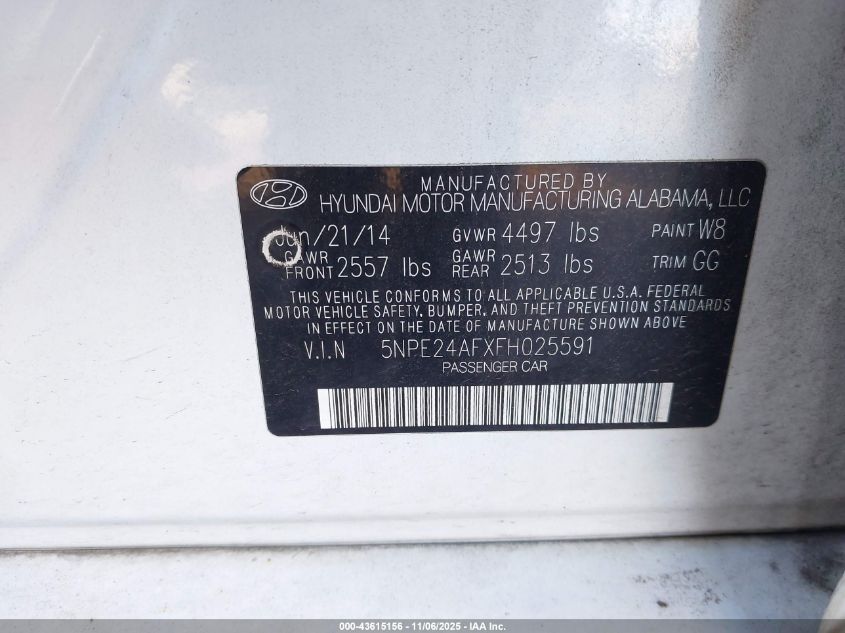 MANUFACTURED BY
HYUNDAI MOTOR MANUFACTURING ALABAMA, LLC
Jun/21/14 GVWR 4497 lbs PAINT W8
GAWR FRONT 2557 lbs GAWR REAR 2513 lbs TRIM GG
THIS VEHICLE CONFORMS TO ALL APPLICABLE U.S.A. FEDERAL
MOTOR VEHICLE SAFETY, BUMPER, AND THEFT PREVENTION STANDARDS
IN EFFECT ON THE DATE OF MANUFACTURE SHOWN ABOVE
V.I.N 5NPE24AFXFH025591
PASSENGER CAR
000-43615156 - 11/06/2025 - IAA Inc.